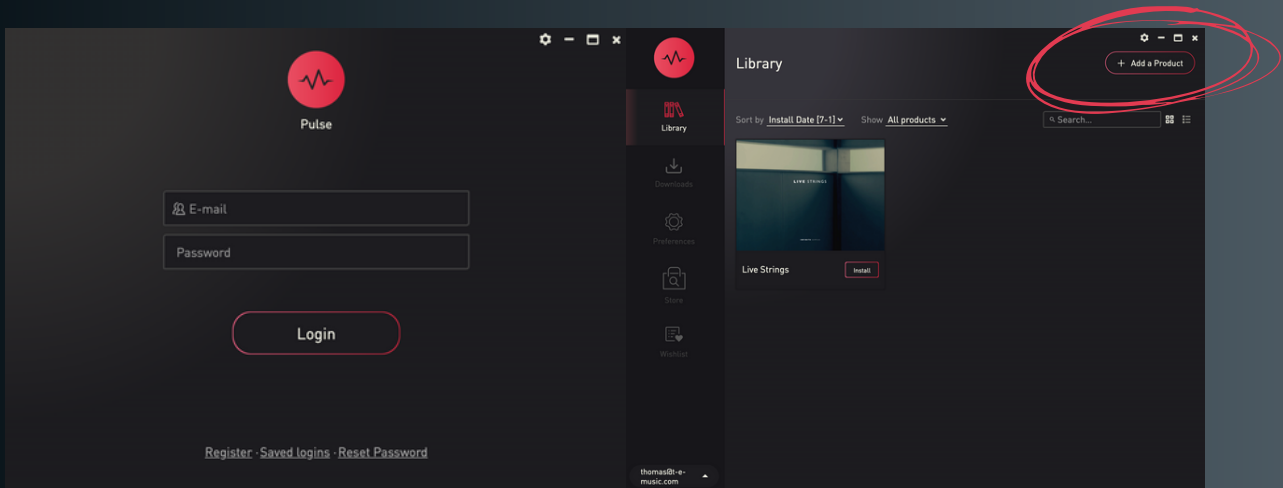 Pulse
E-mail
Password
Login
Register · Saved logins · Reset Password
Library
+ Add a Product
Library
Sort by Install Date [7-1] Show All products
Search...
Downloads
LIVE STRINGS
Preferences
Live Strings
Install
Store
Wishlist
thomas@t-e-
music.com